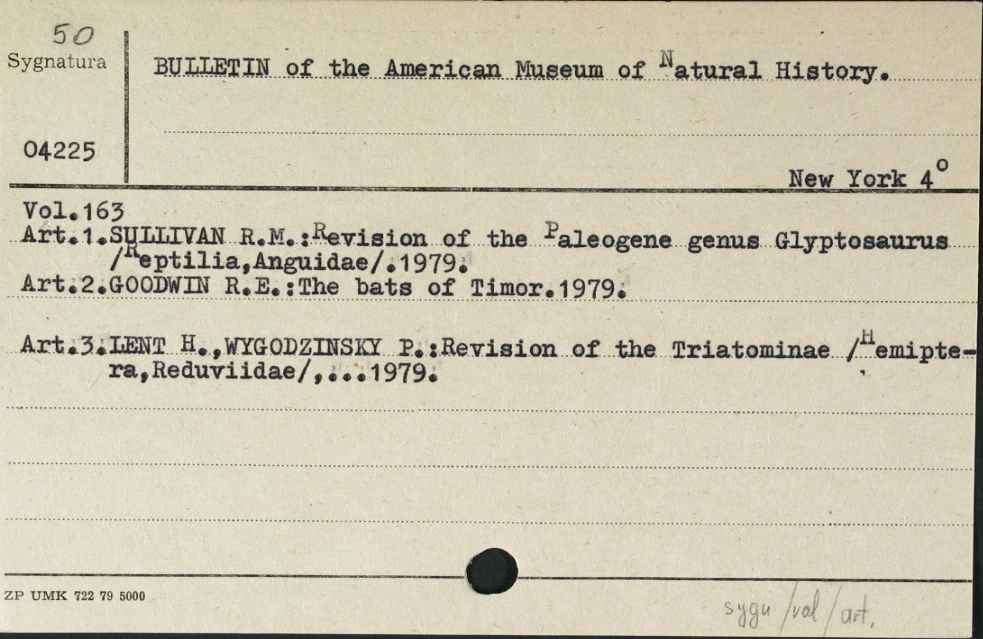 50
Sygnatura
BULLETIN of the American Museum of Natural History.
04225
New York 4°
Vol.163
Art.1.SULLIVAN R.M.:Revision of the Paleogene genus Glyptosaurus
/Reptilia,Anguidae/.1979.
Art.2.GOODWIN R.E.:The bats of Timor.1979.
Art.3.LENT H.,WYGODZINSKY P.:Revision of the Triatominae /Hemipte-
ra,Reduviidae/,...1979.
ZP UMK 722 79 5000
sygn/vol/art.